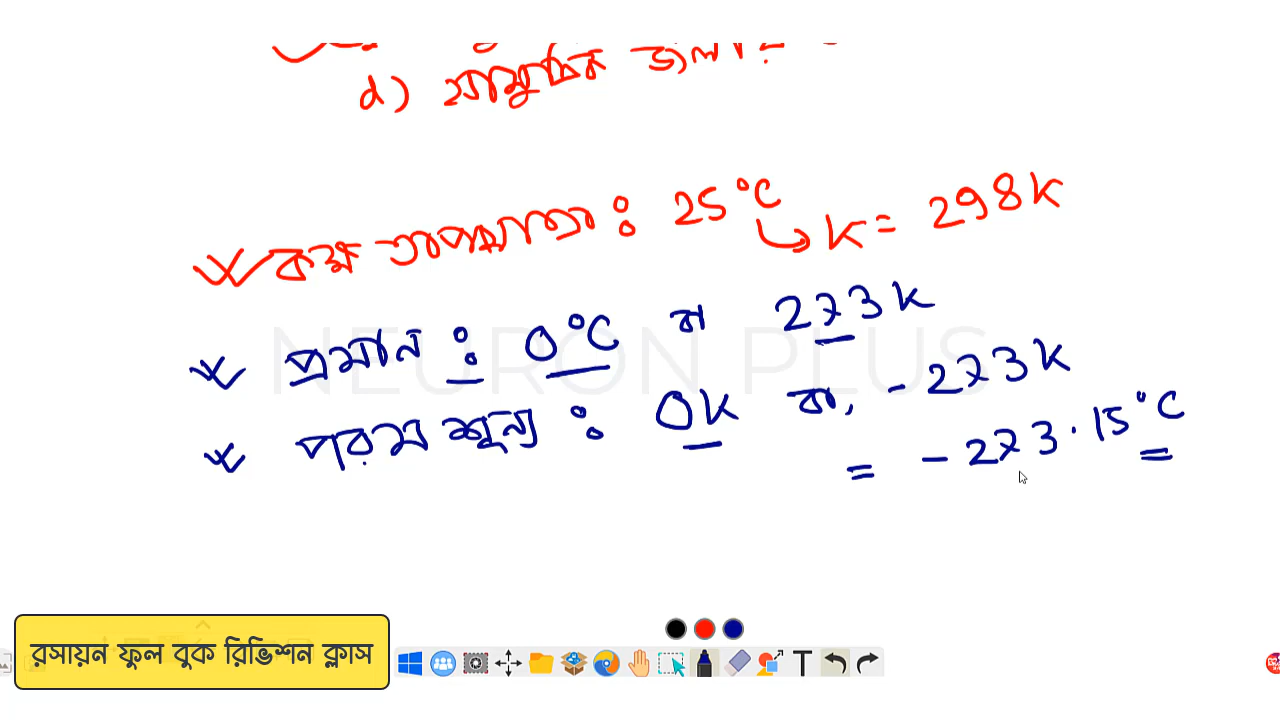 d) সামুদ্রিক জলের
কক্ষ তাপমাত্রা : 25°C → K = 298K
প্রমান : 0°C বা 273K
পরম শূন্য : 0K বা, -273K
= -273.15°C
NEURON PLUS
রসায়ন ফুল বুক রিভিশন ক্লাস
T